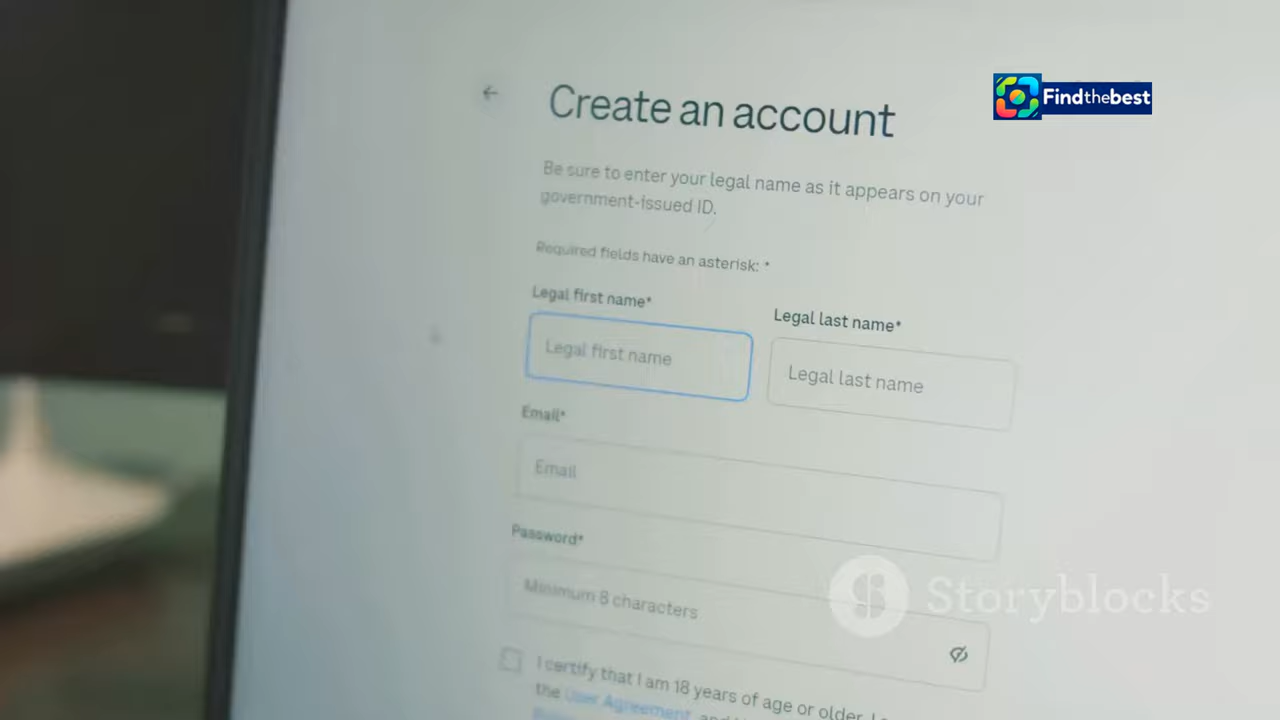 Create an account
Findthebest
Be sure to enter your legal name as it appears on your
government-issued ID.
Required fields have an asterisk: *
Legal first name*
Legal last name*
Legal first name
Legal last name
Email*
Email
Password*
Minimum 8 characters
Storyblocks
I certify that I am 18 years of age or older, I
the User Agreement, and